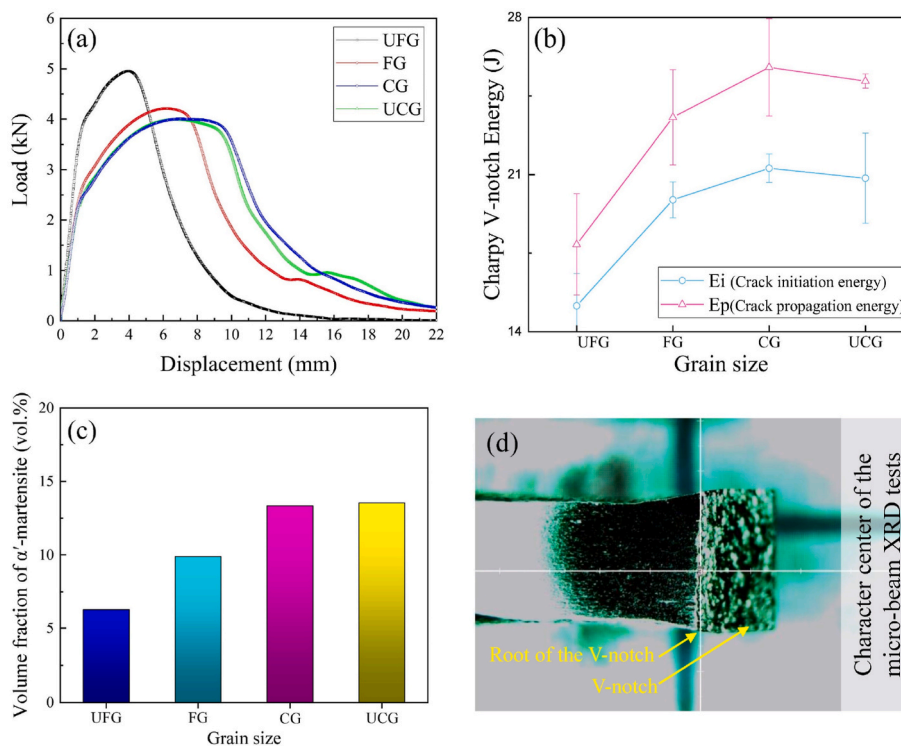 (a)
UFG
FG
CG
UCG
6
5
4
3
2
1
0
Load (kN)
0 2 4 6 8 10 12 14 16 18 20 22
Displacement (mm)
(b)
28
21
14
Charpy V-notch Energy (J)
Ei (Crack initiation energy)
Ep(Crack propagation energy)
UFG FG CG UCG
Grain size
(c)
20
15
10
5
0
Volume fraction of α′-martensite (vol.%)
UFG FG CG UCG
Grain size
(d)
Root of the V-notch
V-notch
Character center of the
micro-beam XRD tests